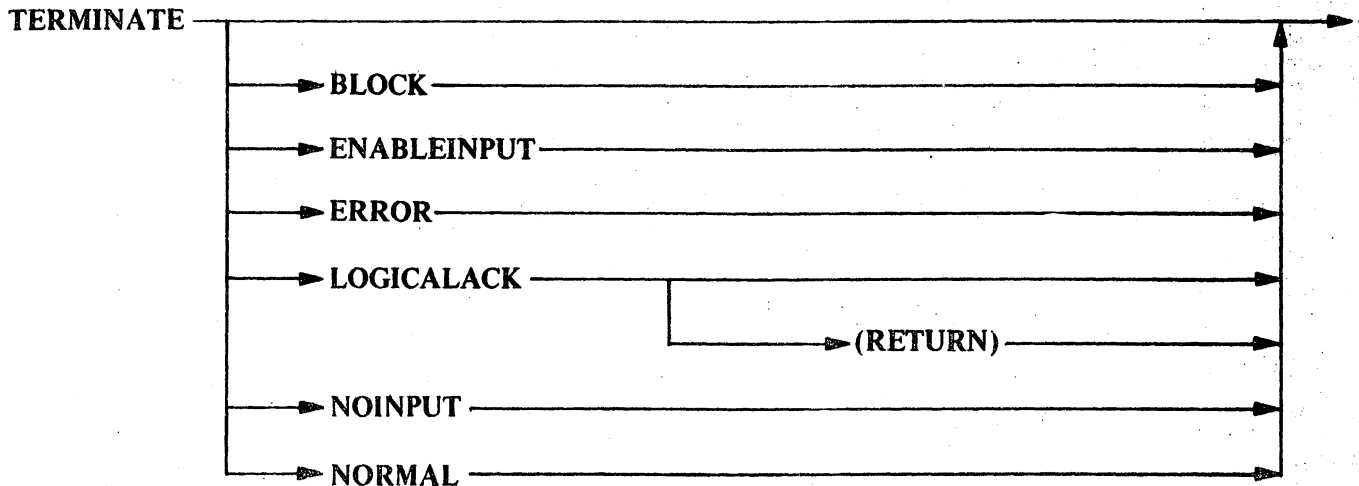 TERMINATE
BLOCK
ENABLEINPUT
ERROR
LOGICALACK
(RETURN)
NOINPUT
NORMAL